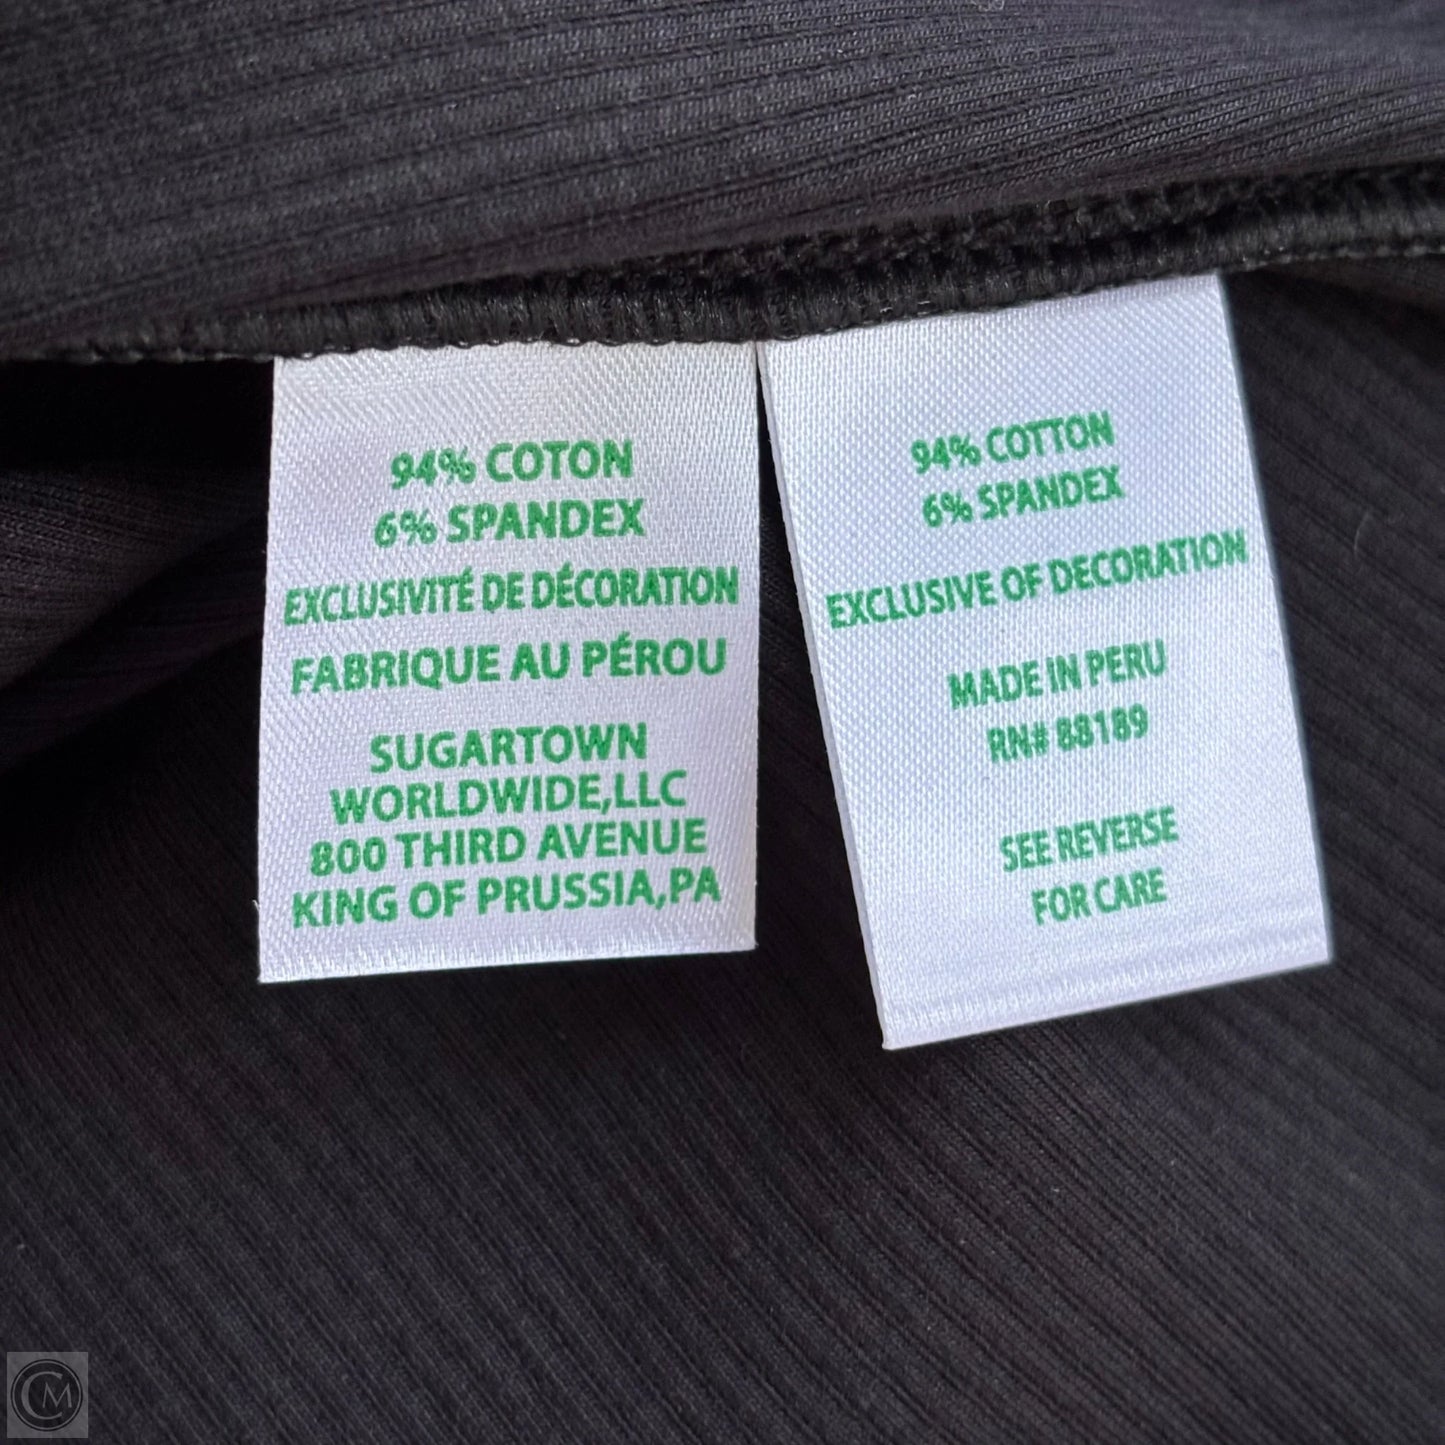 94% COTON
6% SPANDEX
EXCLUSIVITÉ DE DÉCORATION
FABRIQUE AU PÉROU
SUGARTOWN
WORLDWIDE,LLC
800 THIRD AVENUE
KING OF PRUSSIA,PA
94% COTTON
6% SPANDEX
EXCLUSIVE OF DECORATION
MADE IN PERU
RN# 88189
SEE REVERSE
FOR CARE
CM